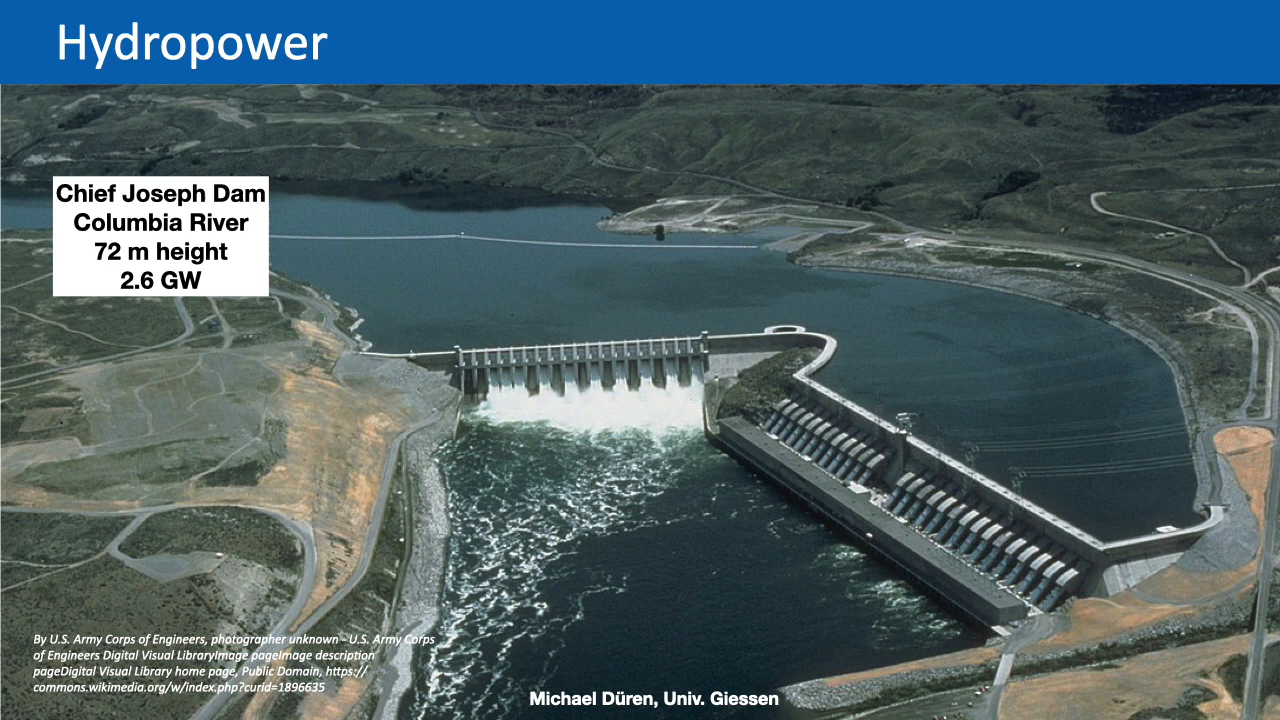 Hydropower
Chief Joseph Dam
Columbia River
72 m height
2.6 GW
By U.S. Army Corps of Engineers, photographer unknown - U.S. Army Corps
of Engineers Digital Visual LibraryImage pageImage description
pageDigital Visual Library home page, Public Domain, https://
commons.wikimedia.org/w/index.php?curid=1896635
Michael Düren, Univ. Giessen